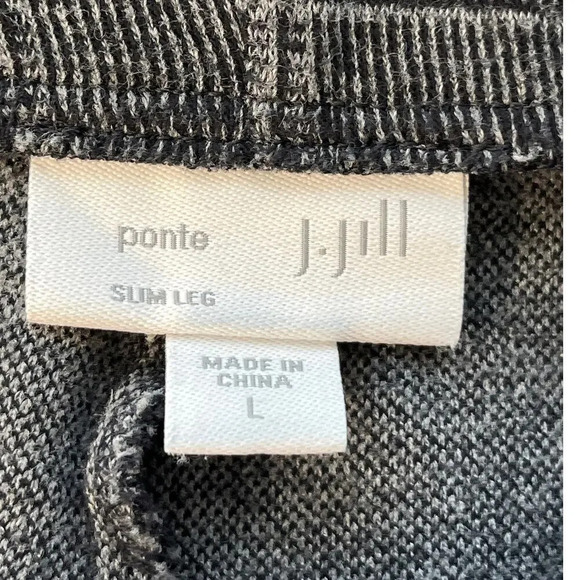 ponte
J.Jill
SLIM LEG
MADE IN
CHINA
L